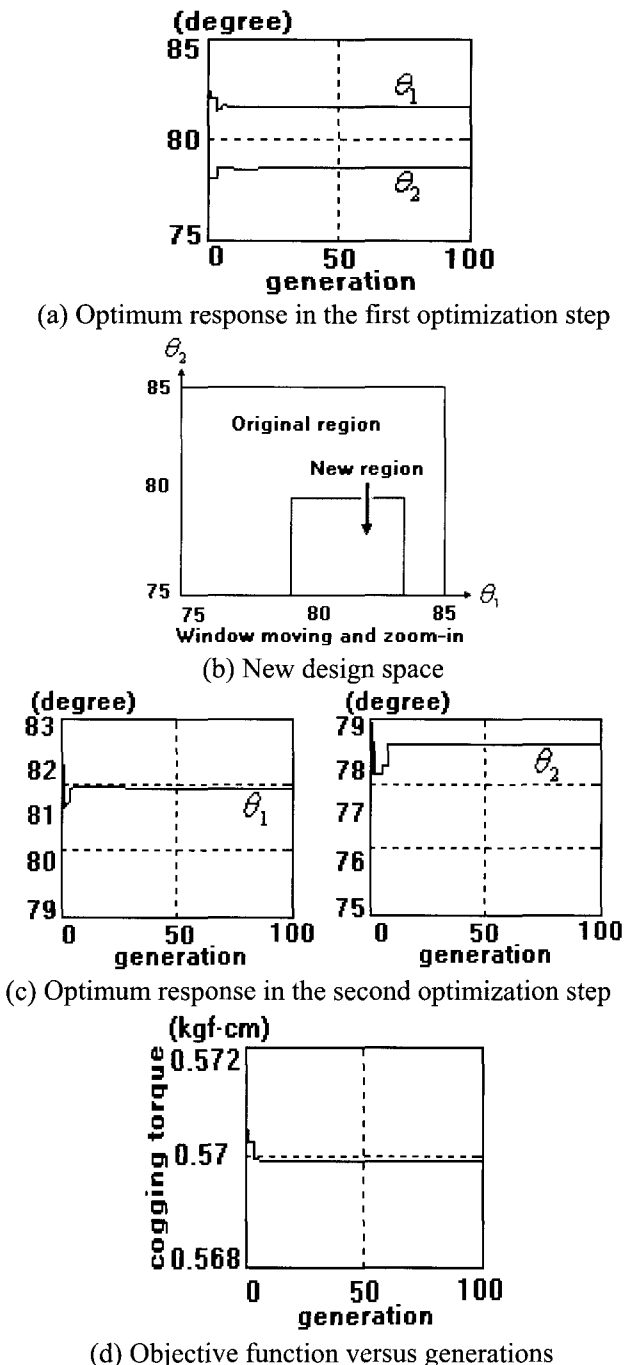 (degree)
85
θ1
80
θ2
75
0 50 100
generation
(a) Optimum response in the first optimization step
θ2
85
Original region
New region
80
75
75 80 85 θ1
Window moving and zoom-in
(b) New design space
(degree)
83
82
81
θ1
80
79
0 50 100
generation
(degree)
79
78
θ2
77
76
75
0 50 100
generation
(c) Optimum response in the second optimization step
(kgf-cm)
cogging torque
0.572
0.57
0.568
0 50 100
generation
(d) Objective function versus generations